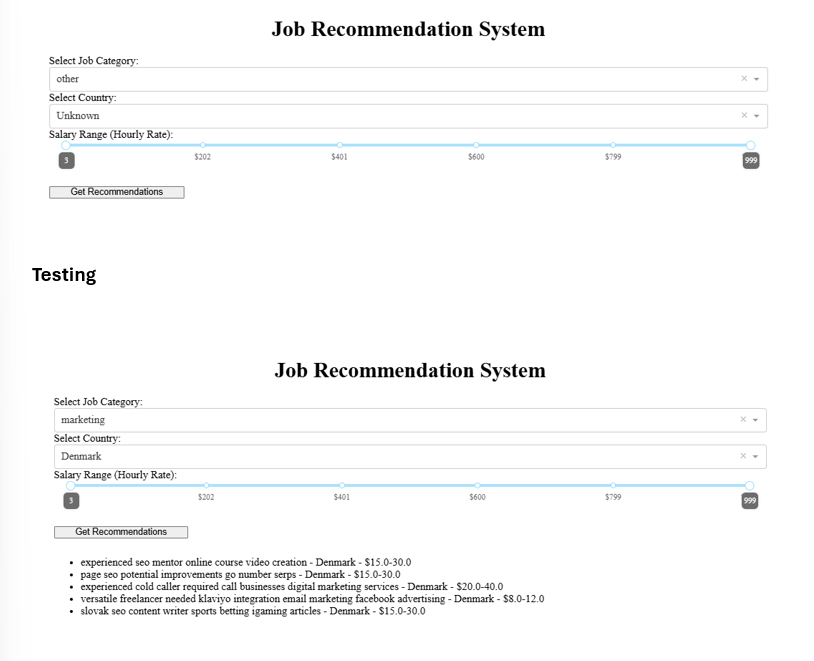 Job Recommendation System
Select Job Category:
other
Select Country:
Unknown
Salary Range (Hourly Rate):
$202 $401 $600 $799
3 999
Get Recommendations
Testing
Job Recommendation System
Select Job Category:
marketing
Select Country:
Denmark
Salary Range (Hourly Rate):
$202 $401 $600 $799
3 999
Get Recommendations
• experienced seo mentor online course video creation - Denmark - $15.0-30.0
• page seo potential improvements go number serps - Denmark - $15.0-30.0
• experienced cold caller required call businesses digital marketing services - Denmark - $20.0-40.0
• versatile freelancer needed klaviyo integration email marketing facebook advertising - Denmark - $8.0-12.0
• slovak seo content writer sports betting igaming articles - Denmark - $15.0-30.0